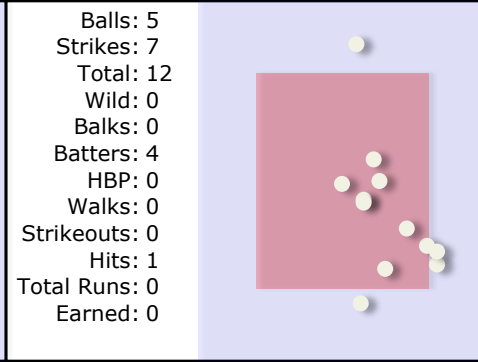 Balls: 5
Strikes: 7
Total: 12
Wild: 0
Balks: 0
Batters: 4
HBP: 0
Walks: 0
Strikeouts: 0
Hits: 1
Total Runs: 0
Earned: 0